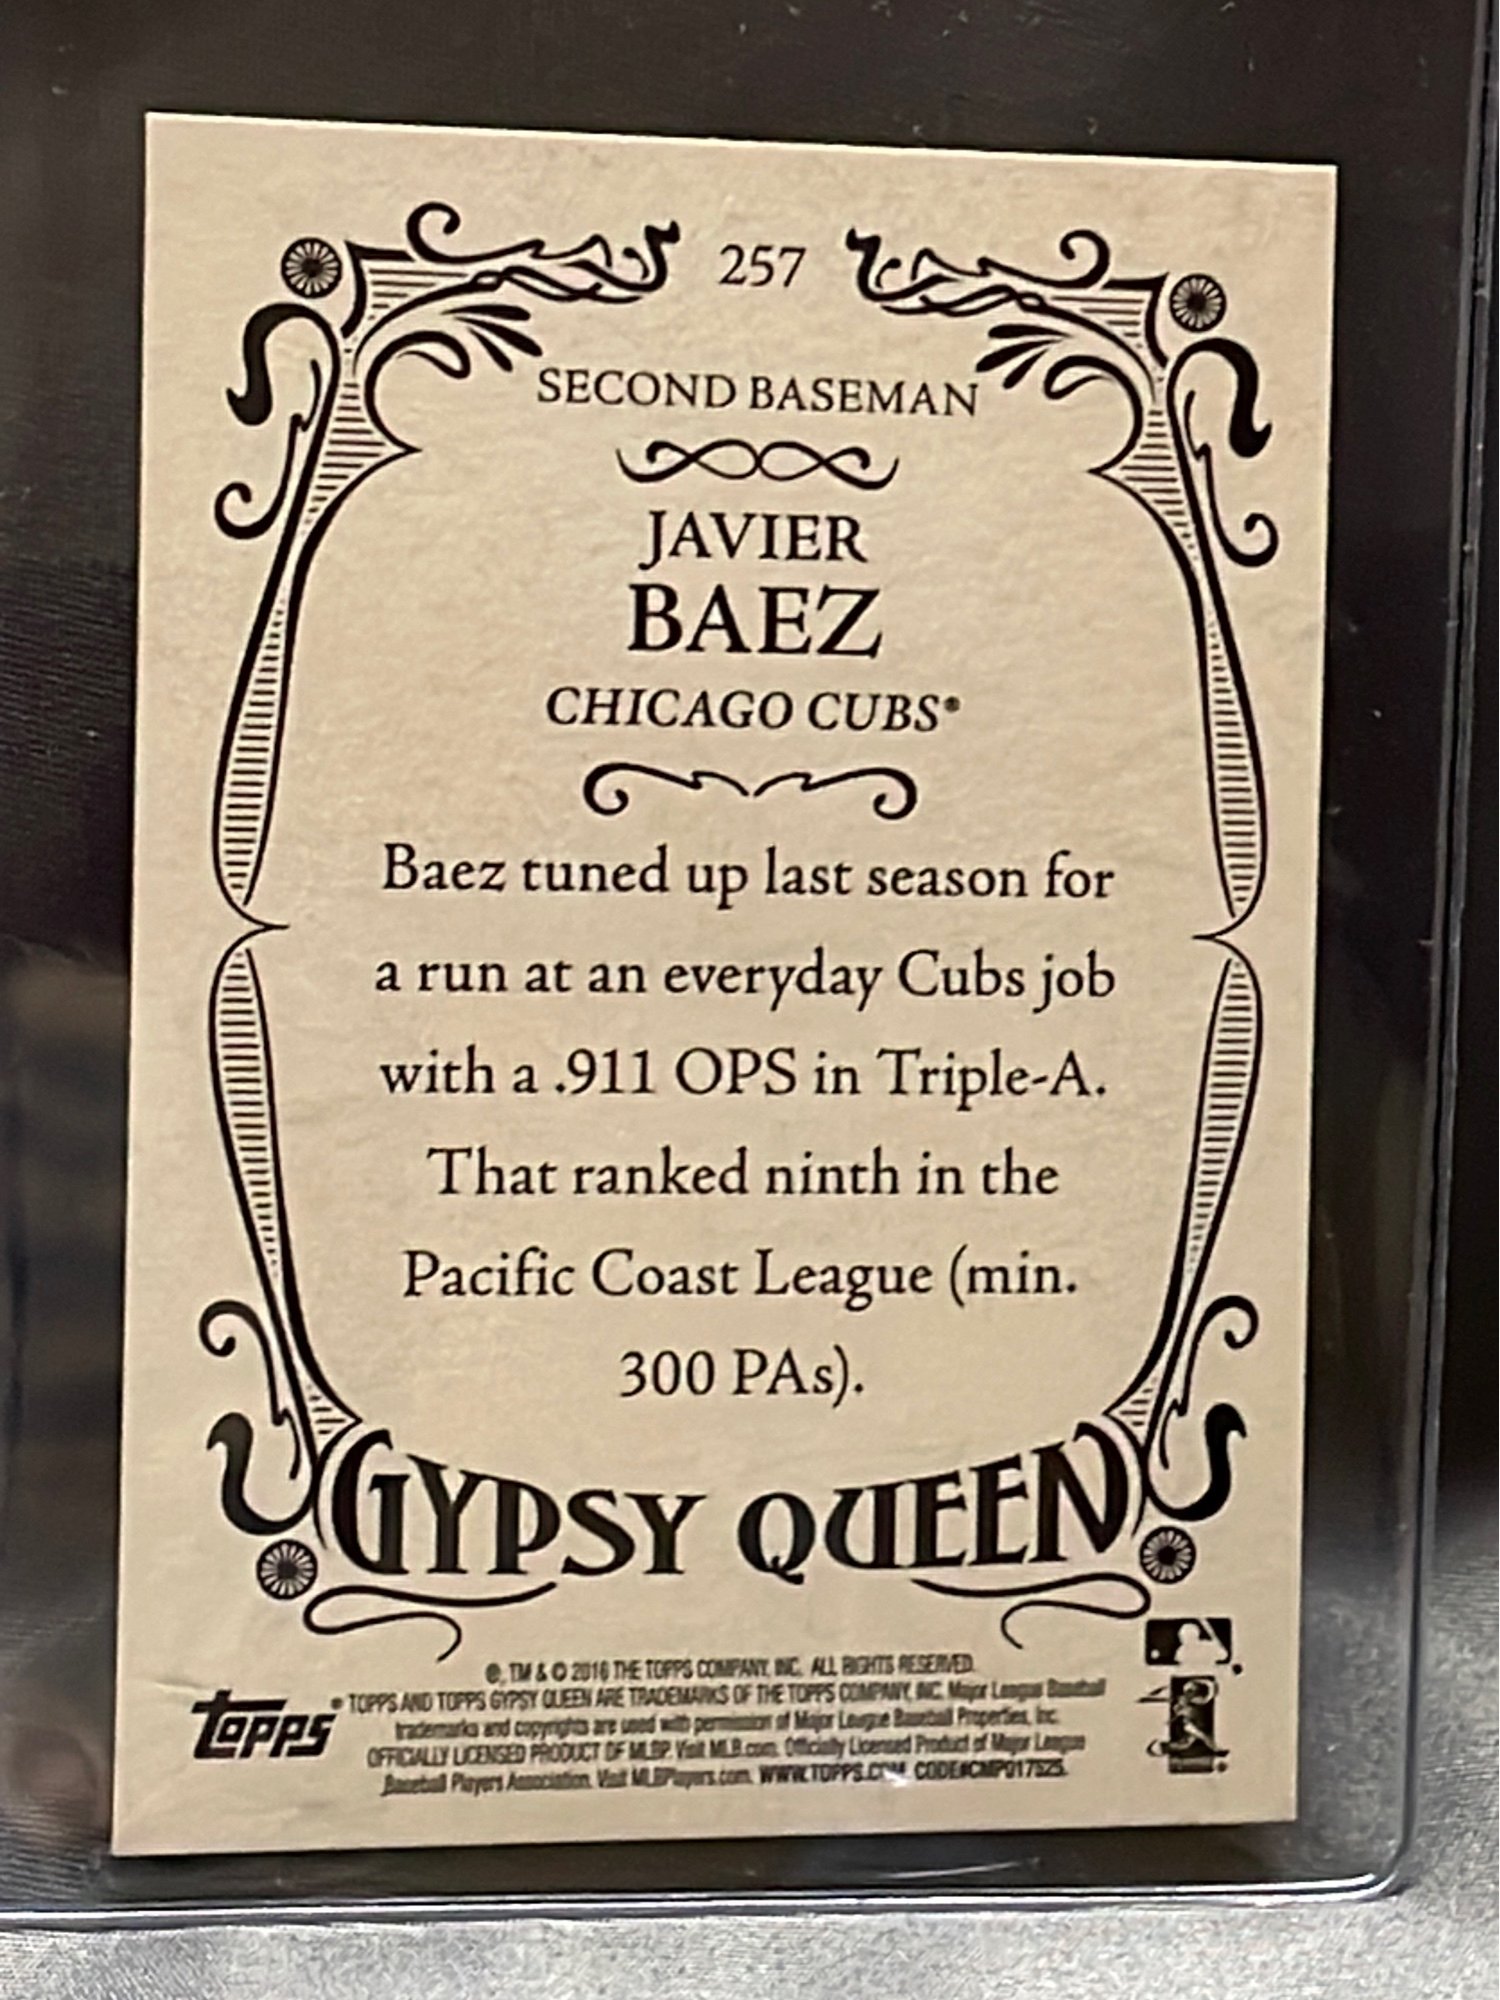 257
SECOND BASEMAN
JAVIER
BAEZ
CHICAGO CUBS®
Baez tuned up last season for
a run at an everyday Cubs job
with a .911 OPS in Triple-A.
That ranked ninth in the
Pacific Coast League (min.
300 PAs).
GYPSY QUEEN
®, TM & © 2016 THE TOPPS COMPANY, INC. ALL RIGHTS RESERVED.
® TOPPS AND TOPPS GYPSY QUEEN ARE TRADEMARKS OF THE TOPPS COMPANY, INC. Major League Baseball
trademarks and copyrights are used with permission of Major League Baseball Properties, Inc.
OFFICIALLY LICENSED PRODUCT OF MLBP. Visit MLB.com. Officially Licensed Product of Major League
Baseball Players Association. Visit MLBPlayers.com. WWW.TOPPS.COM CODE#CMP017525.
Topps